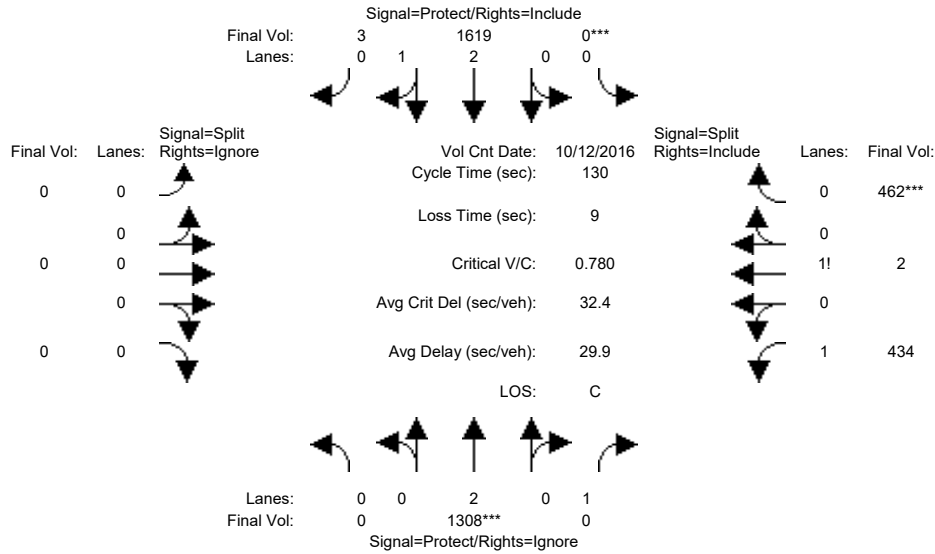 Signal=Protect/Rights=Include
Final Vol: 3 1619 0***
Lanes: 0 1 2 0 0
Signal=Split
Final Vol: Lanes: Rights=Ignore
Vol Cnt Date: 10/12/2016
Signal=Split
Rights=Include Lanes: Final Vol:
Cycle Time (sec): 130
0 0
0 462***
Loss Time (sec): 9
0
0
0 0
Critical V/C: 0.780
1! 2
0
Avg Crit Del (sec/veh): 32.4
0
0 0
Avg Delay (sec/veh): 29.9
1 434
LOS: C
Lanes: 0 0 2 0 1
Final Vol: 0 1308*** 0
Signal=Protect/Rights=Ignore